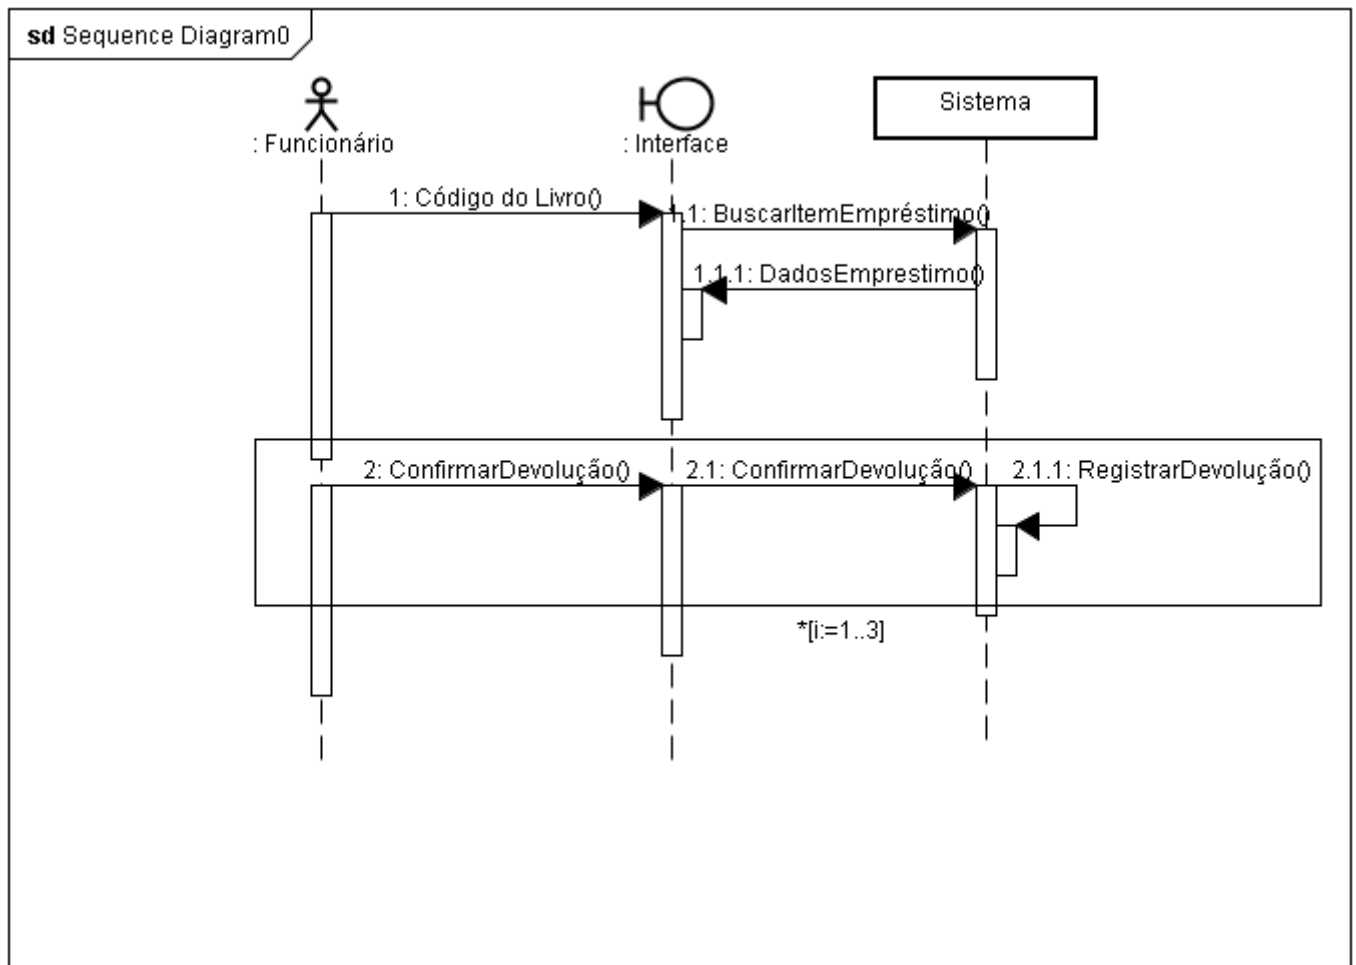 sd Sequence Diagram0
: Funcionário
: Interface
Sistema
1: Código do Livro()
1.1: BuscarItemEmpréstimo()
1.1.1: DadosEmprestimo()
2: ConfirmarDevolução()
2.1: ConfirmarDevolução()
2.1.1: RegistrarDevolução()
*[i:=1..3]